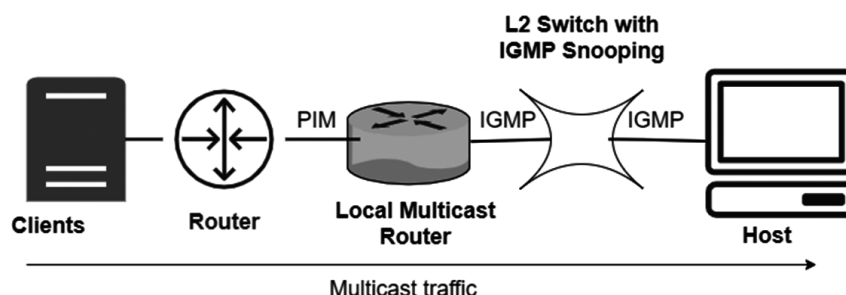 L2 Switch with
IGMP Snooping
PIM
IGMP
IGMP
Clients
Router
Local Multicast
Router
Host
Multicast traffic